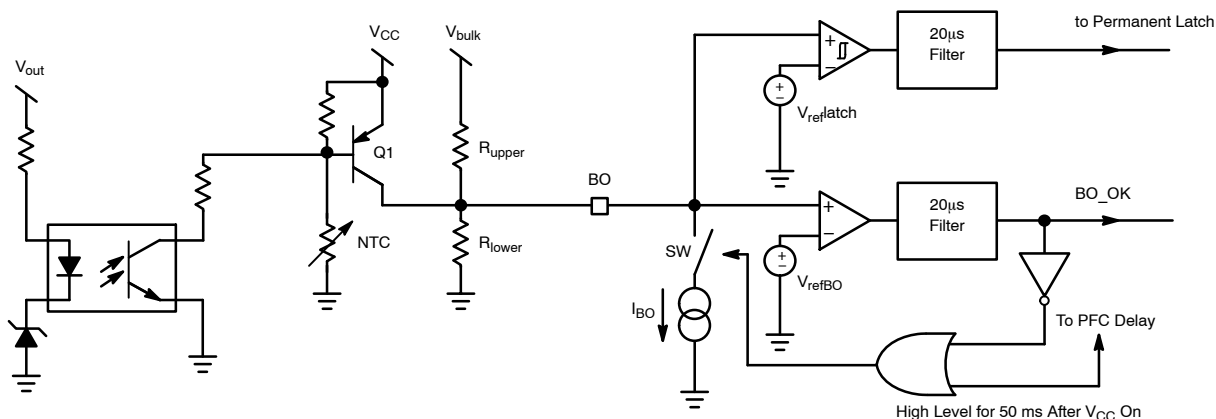 to Permanent Latch
20μs
Filter
VCC
Vbulk
Vout
+
−
+
−
Vreflatch
Q1
Rupper
BO
20μs
Filter
BO_OK
+
−
NTC
Rlower
SW
+
−
VrefBO
IBO
To PFC Delay
High Level for 50 ms After VCC On